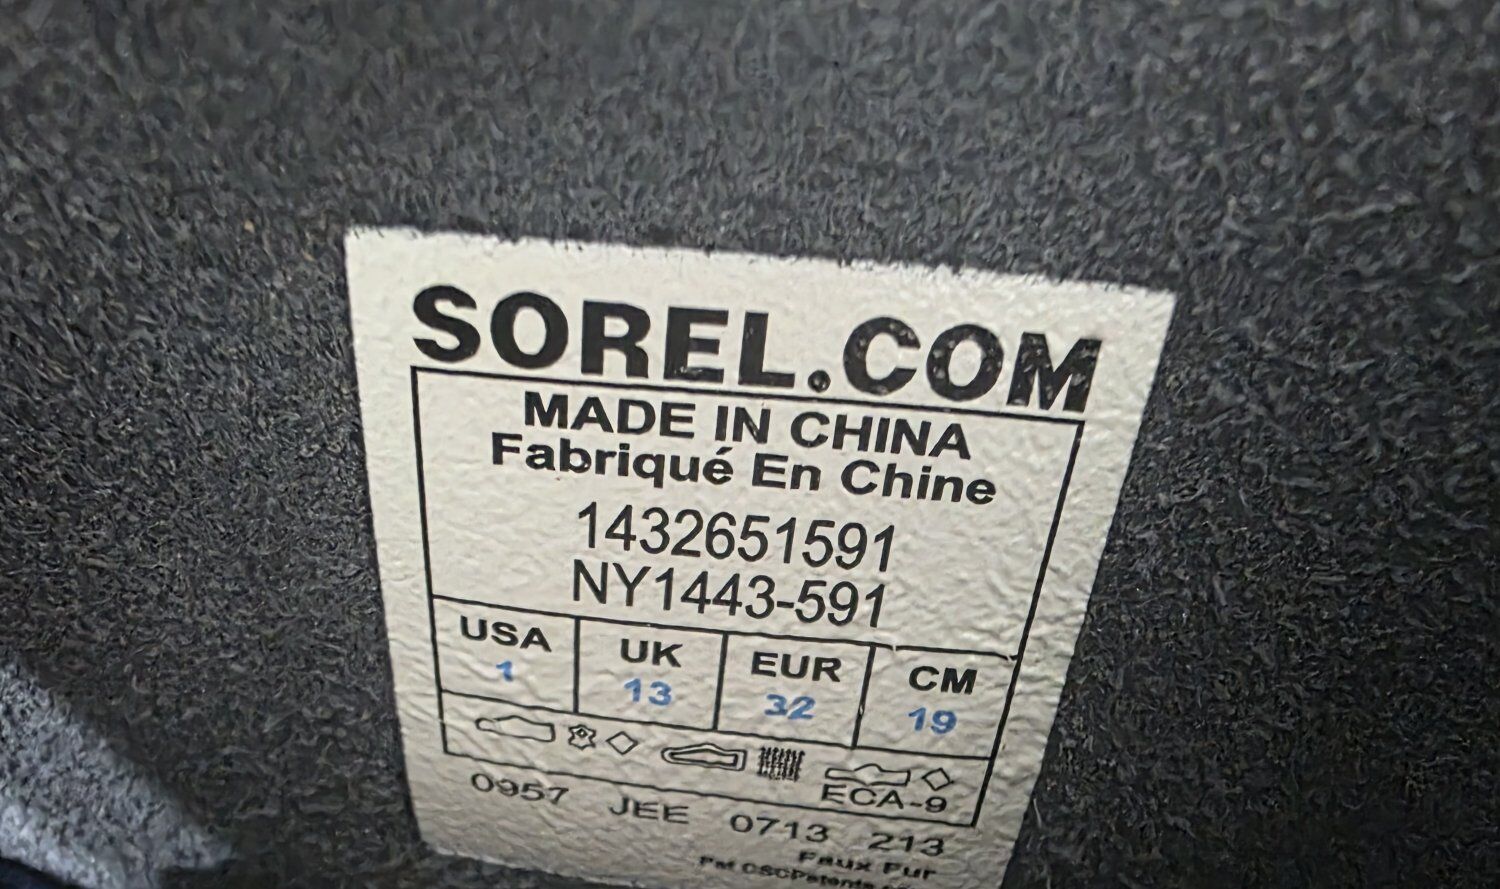 SOREL.COM
MADE IN CHINA
Fabriqué En Chine
1432651591
NY1443-591
USA UK EUR CM
1 13 32 19
ECA-9
0957 JEE 0713 213
Faux Fur